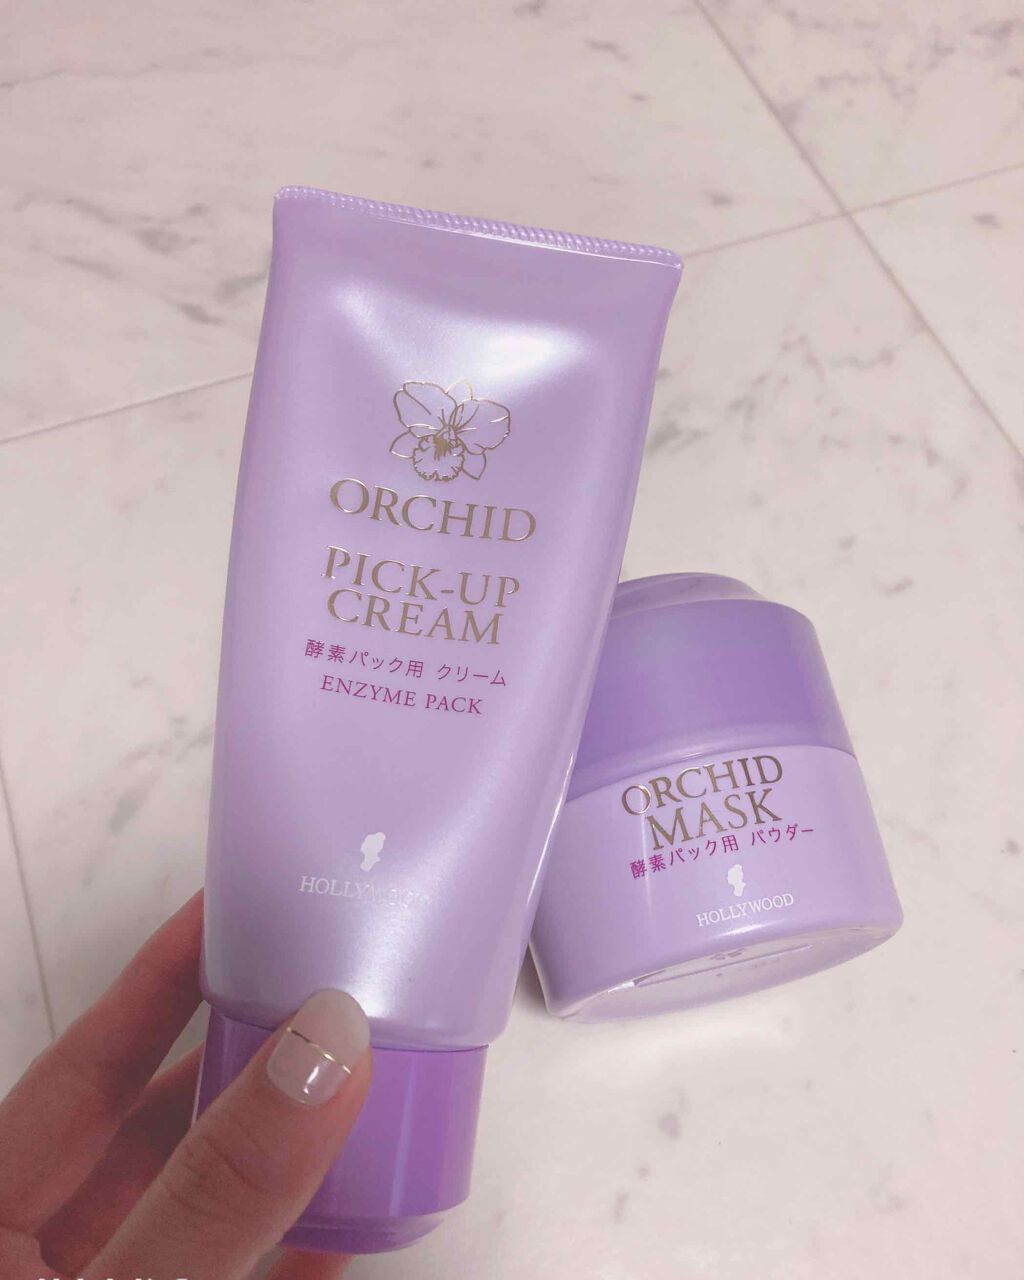 ORCHID
PICK-UP
CREAM
酵素パック用 クリーム
ENZYME PACK
HOLLYWOOD
ORCHID
MASK
酵素パック用 パウダー
HOLLYWOOD